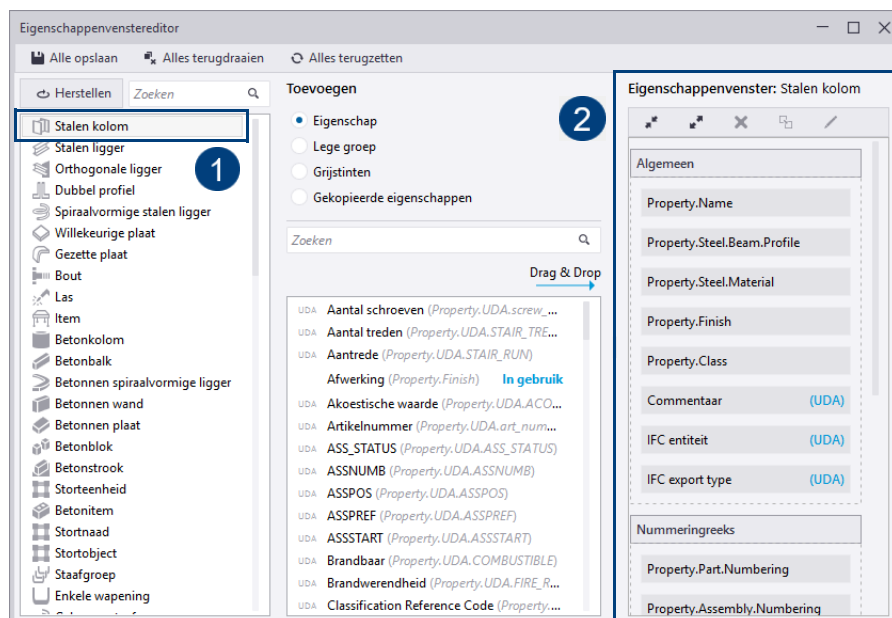 Eigenschappenvenstereditor
Alle opslaan Alles terugdraaien Alles terugzetten
Herstellen Zoeken
Stalen kolom
Stalen ligger
Orthogonale ligger
Dubbel profiel
Spiraalvormige stalen ligger
Willekeurige plaat
Gezette plaat
Bout
Las
Item
Betonkolom
Betonbalk
Betonnen spiraalvormige ligger
Betonnen wand
Betonnen plaat
Betonblok
Betonstrook
Storteenheid
Betonitem
Stortnaad
Stortobject
Staafgroep
Enkele wapening
1
Toevoegen
Eigenschap
Lege groep
Grijstinten
Gekopieerde eigenschappen
2
Zoeken
Drag & Drop
UDA Aantal schroeven (Property.UDA.screw_...
UDA Aantal treden (Property.UDA.STAIR_TRE...
UDA Aantrede (Property.UDA.STAIR_RUN)
Afwerking (Property.Finish) In gebruik
UDA Akoestische waarde (Property.UDA.ACO...
UDA Artikelnummer (Property.UDA.art_num...
UDA ASS_STATUS (Property.UDA.ASS_STATUS)
UDA ASSNUMB (Property.UDA.ASSNUMB)
UDA ASSPOS (Property.UDA.ASSPOS)
UDA ASSPREF (Property.UDA.ASSPREF)
UDA ASSSTART (Property.UDA.ASSSTART)
UDA Brandbaar (Property.UDA.COMBUSTIBLE)
UDA Brandwerendheid (Property.UDA.FIRE_R...
UDA Classification Reference Code (Property....
Eigenschappenvenster: Stalen kolom
Algemeen
Property.Name
Property.Steel.Beam.Profile
Property.Steel.Material
Property.Finish
Property.Class
Commentaar (UDA)
IFC entiteit (UDA)
IFC export type (UDA)
Nummeringreeks
Property.Part.Numbering
Property.Assembly.Numbering